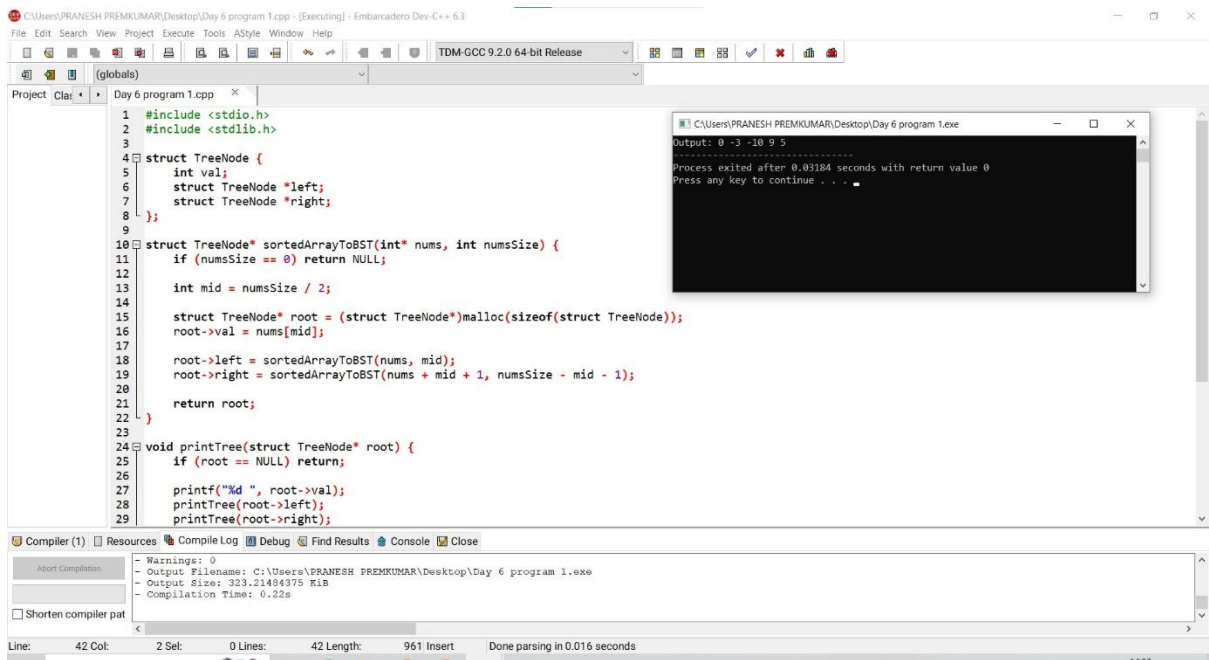 C:\Users\PRANESH PREMKUMAR\Desktop\Day 6 program 1.cpp - [Executing] - Embarcadero Dev-C++ 6.3
File Edit Search View Project Execute Tools AStyle Window Help
TDM-GCC 9.2.0 64-bit Release
(globals)
Project Clas
Day 6 program 1.cpp
1 #include <stdio.h>
2 #include <stdlib.h>
3
4 struct TreeNode {
5 int val;
6 struct TreeNode *left;
7 struct TreeNode *right;
8 };
9
10 struct TreeNode* sortedArrayToBST(int* nums, int numsSize) {
11 if (numsSize == 0) return NULL;
12
13 int mid = numsSize / 2;
14
15 struct TreeNode* root = (struct TreeNode*)malloc(sizeof(struct TreeNode));
16 root->val = nums[mid];
17
18 root->left = sortedArrayToBST(nums, mid);
19 root->right = sortedArrayToBST(nums + mid + 1, numsSize - mid - 1);
20
21 return root;
22 }
23
24 void printTree(struct TreeNode* root) {
25 if (root == NULL) return;
26
27 printf("%d ", root->val);
28 printTree(root->left);
29 printTree(root->right);
C:\Users\PRANESH PREMKUMAR\Desktop\Day 6 program 1.exe
Output: 0 -3 -10 9 5
--------------------------------
Process exited after 0.03184 seconds with return value 0
Press any key to continue . . .
Compiler (1) Resources Compile Log Debug Find Results Console Close
Abort Compilation
Shorten compiler pat
- Warnings: 0
- Output Filename: C:\Users\PRANESH PREMKUMAR\Desktop\Day 6 program 1.exe
- Output Size: 323.21484375 KiB
- Compilation Time: 0.22s
Line: 42 Col: 2 Sel: 0 Lines: 42 Length: 961 Insert Done parsing in 0.016 seconds